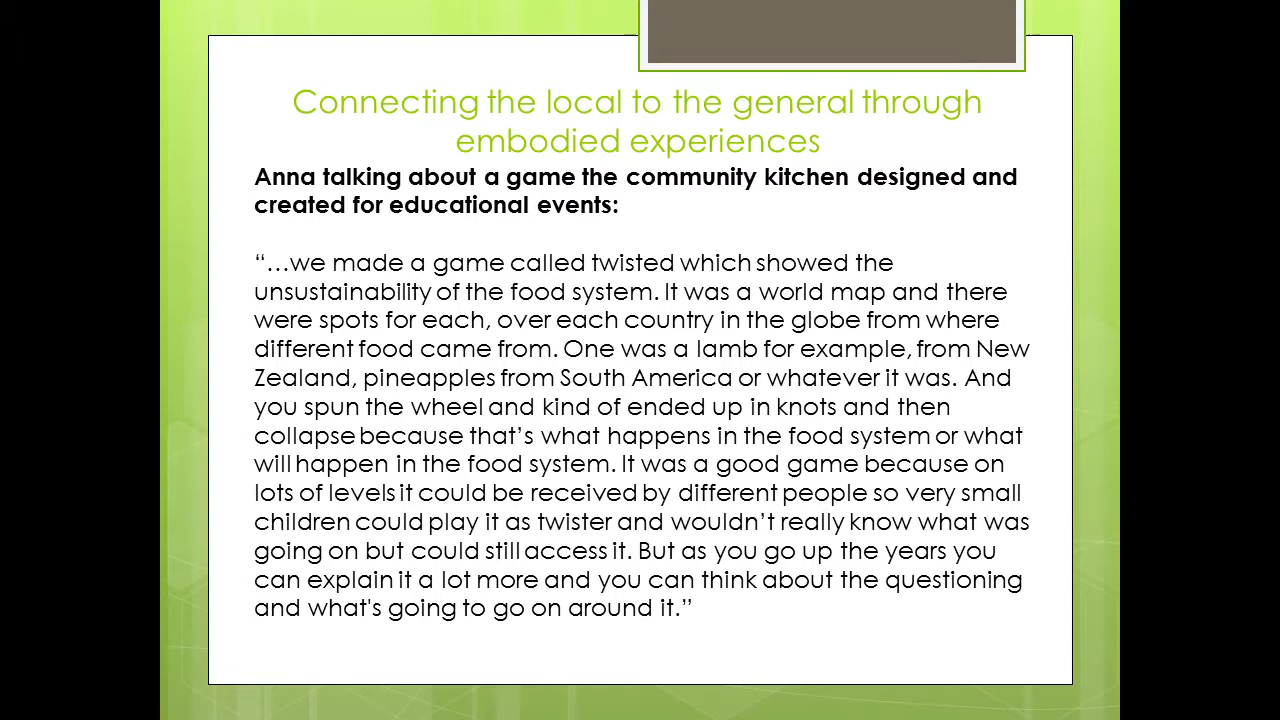 Connecting the local to the general through
embodied experiences
Anna talking about a game the community kitchen designed and
created for educational events:
“…we made a game called twisted which showed the
unsustainability of the food system. It was a world map and there
were spots for each, over each country in the globe from where
different food came from. One was a lamb for example, from New
Zealand, pineapples from South America or whatever it was. And
you spun the wheel and kind of ended up in knots and then
collapse because that’s what happens in the food system or what
will happen in the food system. It was a good game because on
lots of levels it could be received by different people so very small
children could play it as twister and wouldn’t really know what was
going on but could still access it. But as you go up the years you
can explain it a lot more and you can think about the questioning
and what's going to go on around it.”